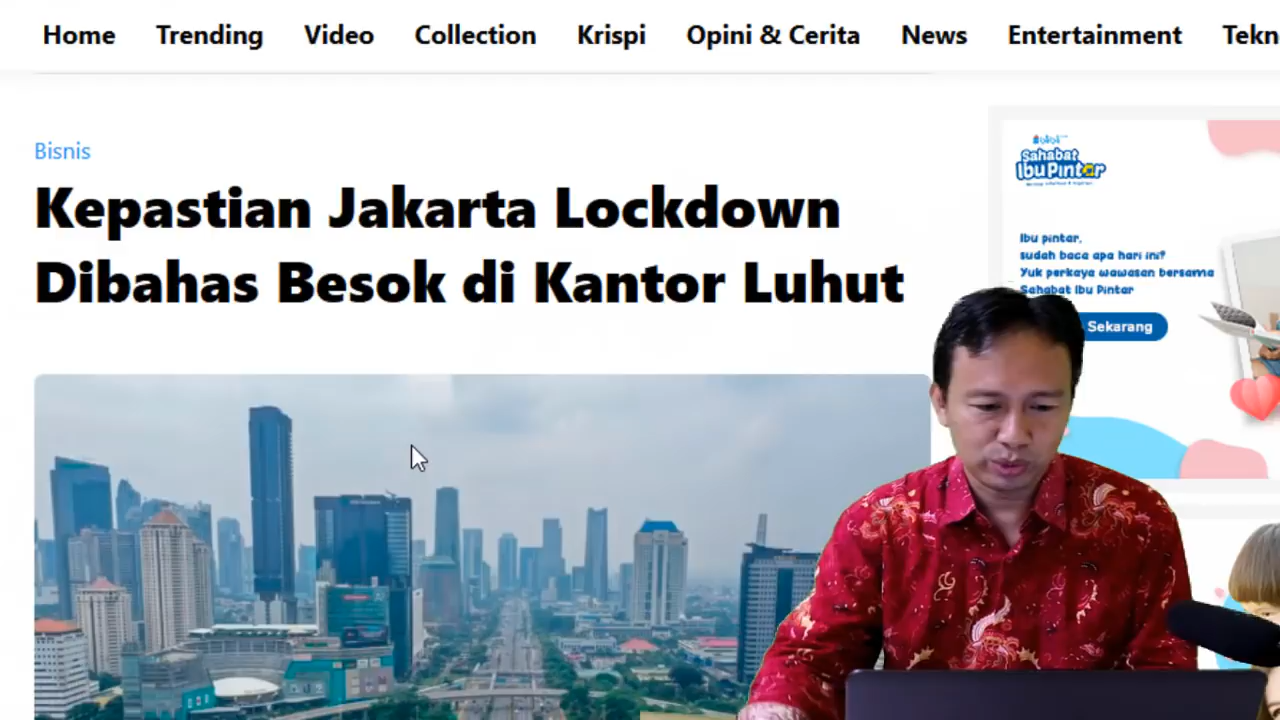 Home Trending Video Collection Krispi Opini & Cerita News Entertainment Tekn
Bisnis
Kepastian Jakarta Lockdown
Dibahas Besok di Kantor Luhut
Sahabat
Ibu Pintar
Ibu pintar,
sudah baca apa hari ini?
Yuk perkaya wawasan bersama
Sahabat Ibu Pintar
Sekarang